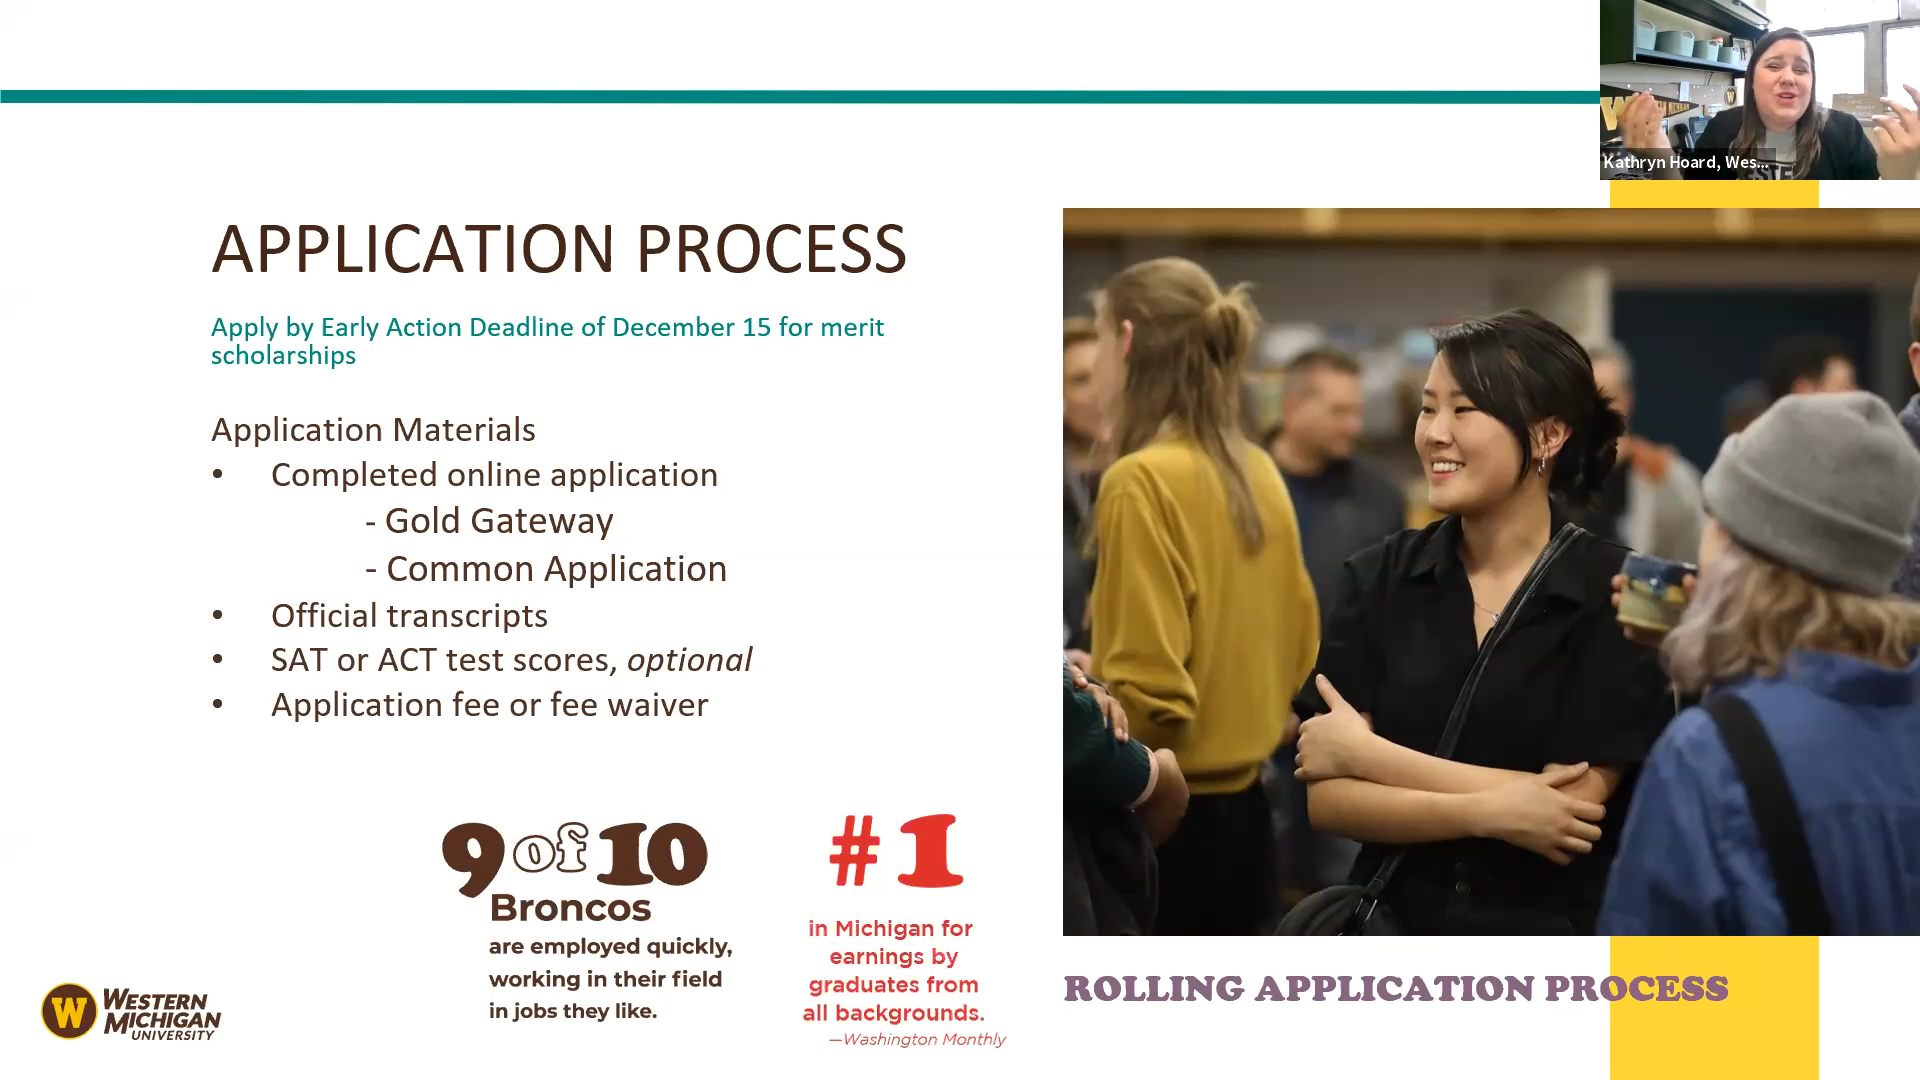 Kathryn Hoard, Wes...
APPLICATION PROCESS
Apply by Early Action Deadline of December 15 for merit
scholarships
Application Materials
• Completed online application
- Gold Gateway
- Common Application
• Official transcripts
• SAT or ACT test scores, optional
• Application fee or fee waiver
9 of 10
Broncos
are employed quickly,
working in their field
in jobs they like.
#1
in Michigan for
earnings by
graduates from
all backgrounds.
—Washington Monthly
ROLLING APPLICATION PROCESS
W
WESTERN
MICHIGAN
UNIVERSITY